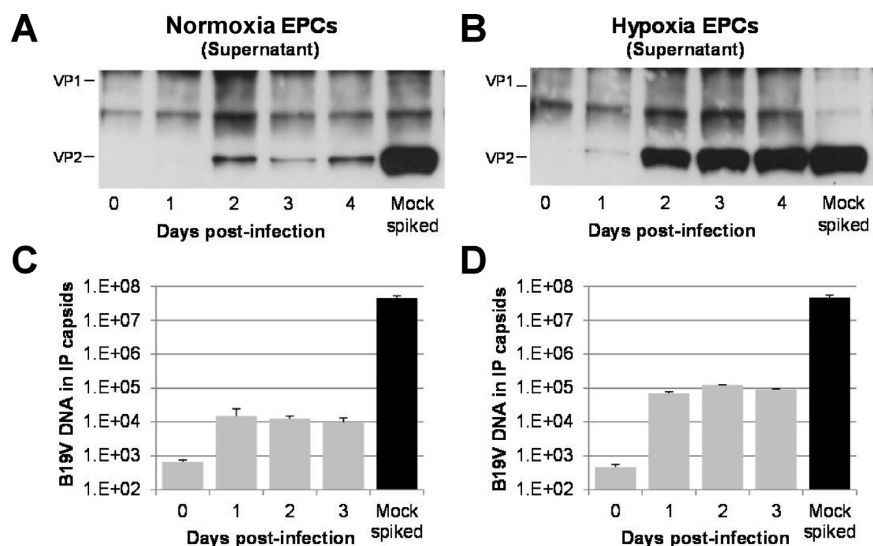 A
Normoxia EPCs
(Supernatant)
VP1
VP2
0 1 2 3 4 Mock spiked
Days post-infection
B
Hypoxia EPCs
(Supernatant)
VP1
VP2
0 1 2 3 4 Mock spiked
Days post-infection
C
B19V DNA in IP capsids
1.E+08
1.E+07
1.E+06
1.E+05
1.E+04
1.E+03
1.E+02
0 1 2 3 Mock spiked
Days post-infection
D
B19V DNA in IP capsids
1.E+08
1.E+07
1.E+06
1.E+05
1.E+04
1.E+03
1.E+02
0 1 2 3 Mock spiked
Days post-infection